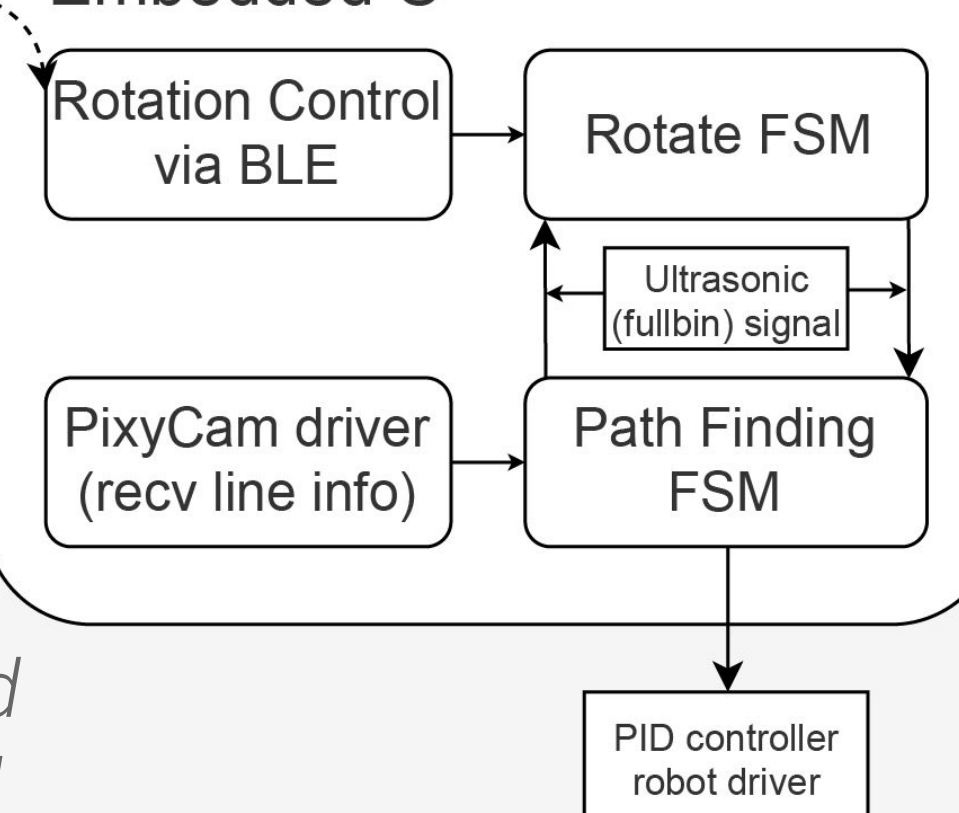 Rotation Control
via BLE
Rotate FSM
Ultrasonic
(fullbin) signal
PixyCam driver
(recv line info)
Path Finding
FSM
PID controller
robot driver